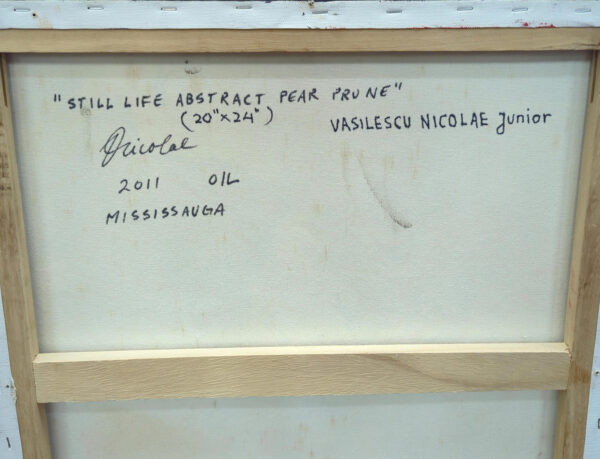 "STILL LIFE ABSTRACT PEAR PRUNE"
(20"x24")
VASILESCU NICOLAE Junior
Nicolae
2011 OIL
MISSISSAUGA